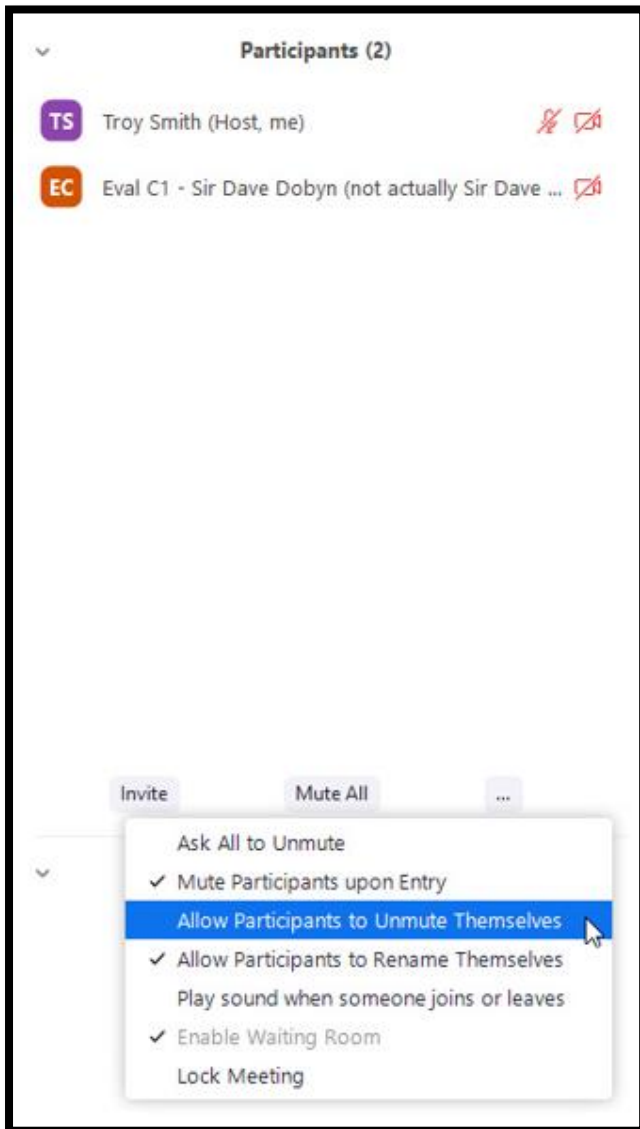 Participants (2)
TS Troy Smith (Host, me)
EC Eval C1 - Sir Dave Dobyn (not actually Sir Dave ...
Invite Mute All ...
Ask All to Unmute
✓ Mute Participants upon Entry
Allow Participants to Unmute Themselves
✓ Allow Participants to Rename Themselves
Play sound when someone joins or leaves
✓ Enable Waiting Room
Lock Meeting